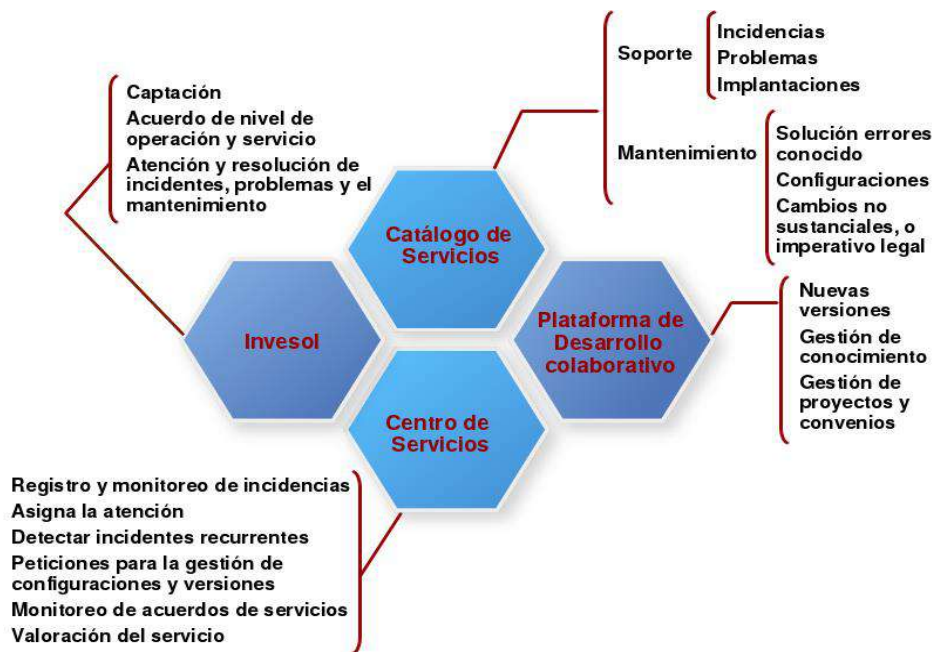 Soporte
Incidencias
Problemas
Implantaciones
Mantenimiento
Solución errores
conocido
Configuraciones
Cambios no
sustanciales, o
imperativo legal
Captación
Acuerdo de nivel de
operación y servicio
Atención y resolución de
incidentes, problemas y el
mantenimiento
Catálogo de
Servicios
Invesol
Plataforma de
Desarrollo
colaborativo
Nuevas
versiones
Gestión de
conocimiento
Gestión de
proyectos y
convenios
Centro de
Servicios
Registro y monitoreo de incidencias
Asigna la atención
Detectar incidentes recurrentes
Peticiones para la gestión de
configuraciones y versiones
Monitoreo de acuerdos de servicios
Valoración del servicio